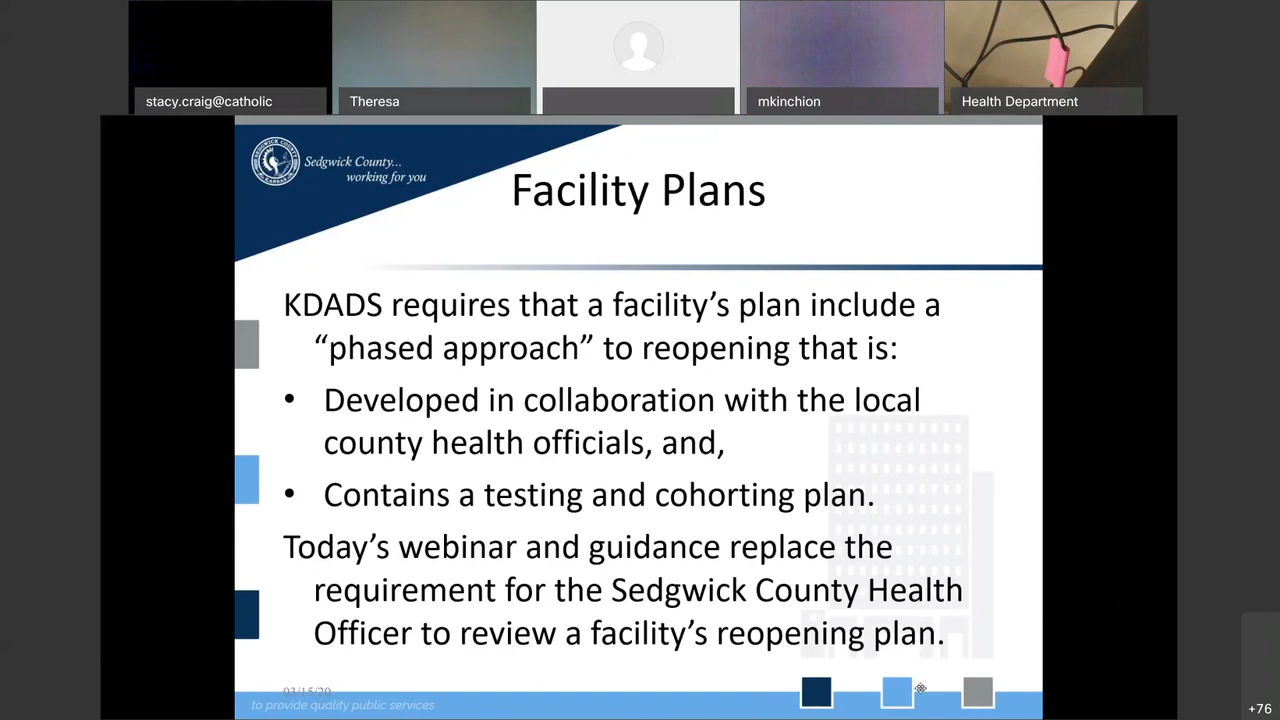 stacy.craig@catholic
Theresa
mkinchion
Health Department
Sedgwick County...
working for you
Facility Plans
KDADS requires that a facility’s plan include a
“phased approach” to reopening that is:
• Developed in collaboration with the local
county health officials, and,
• Contains a testing and cohorting plan.
Today’s webinar and guidance replace the
requirement for the Sedgwick County Health
Officer to review a facility’s reopening plan.
03/15/20
to provide quality public services
+76